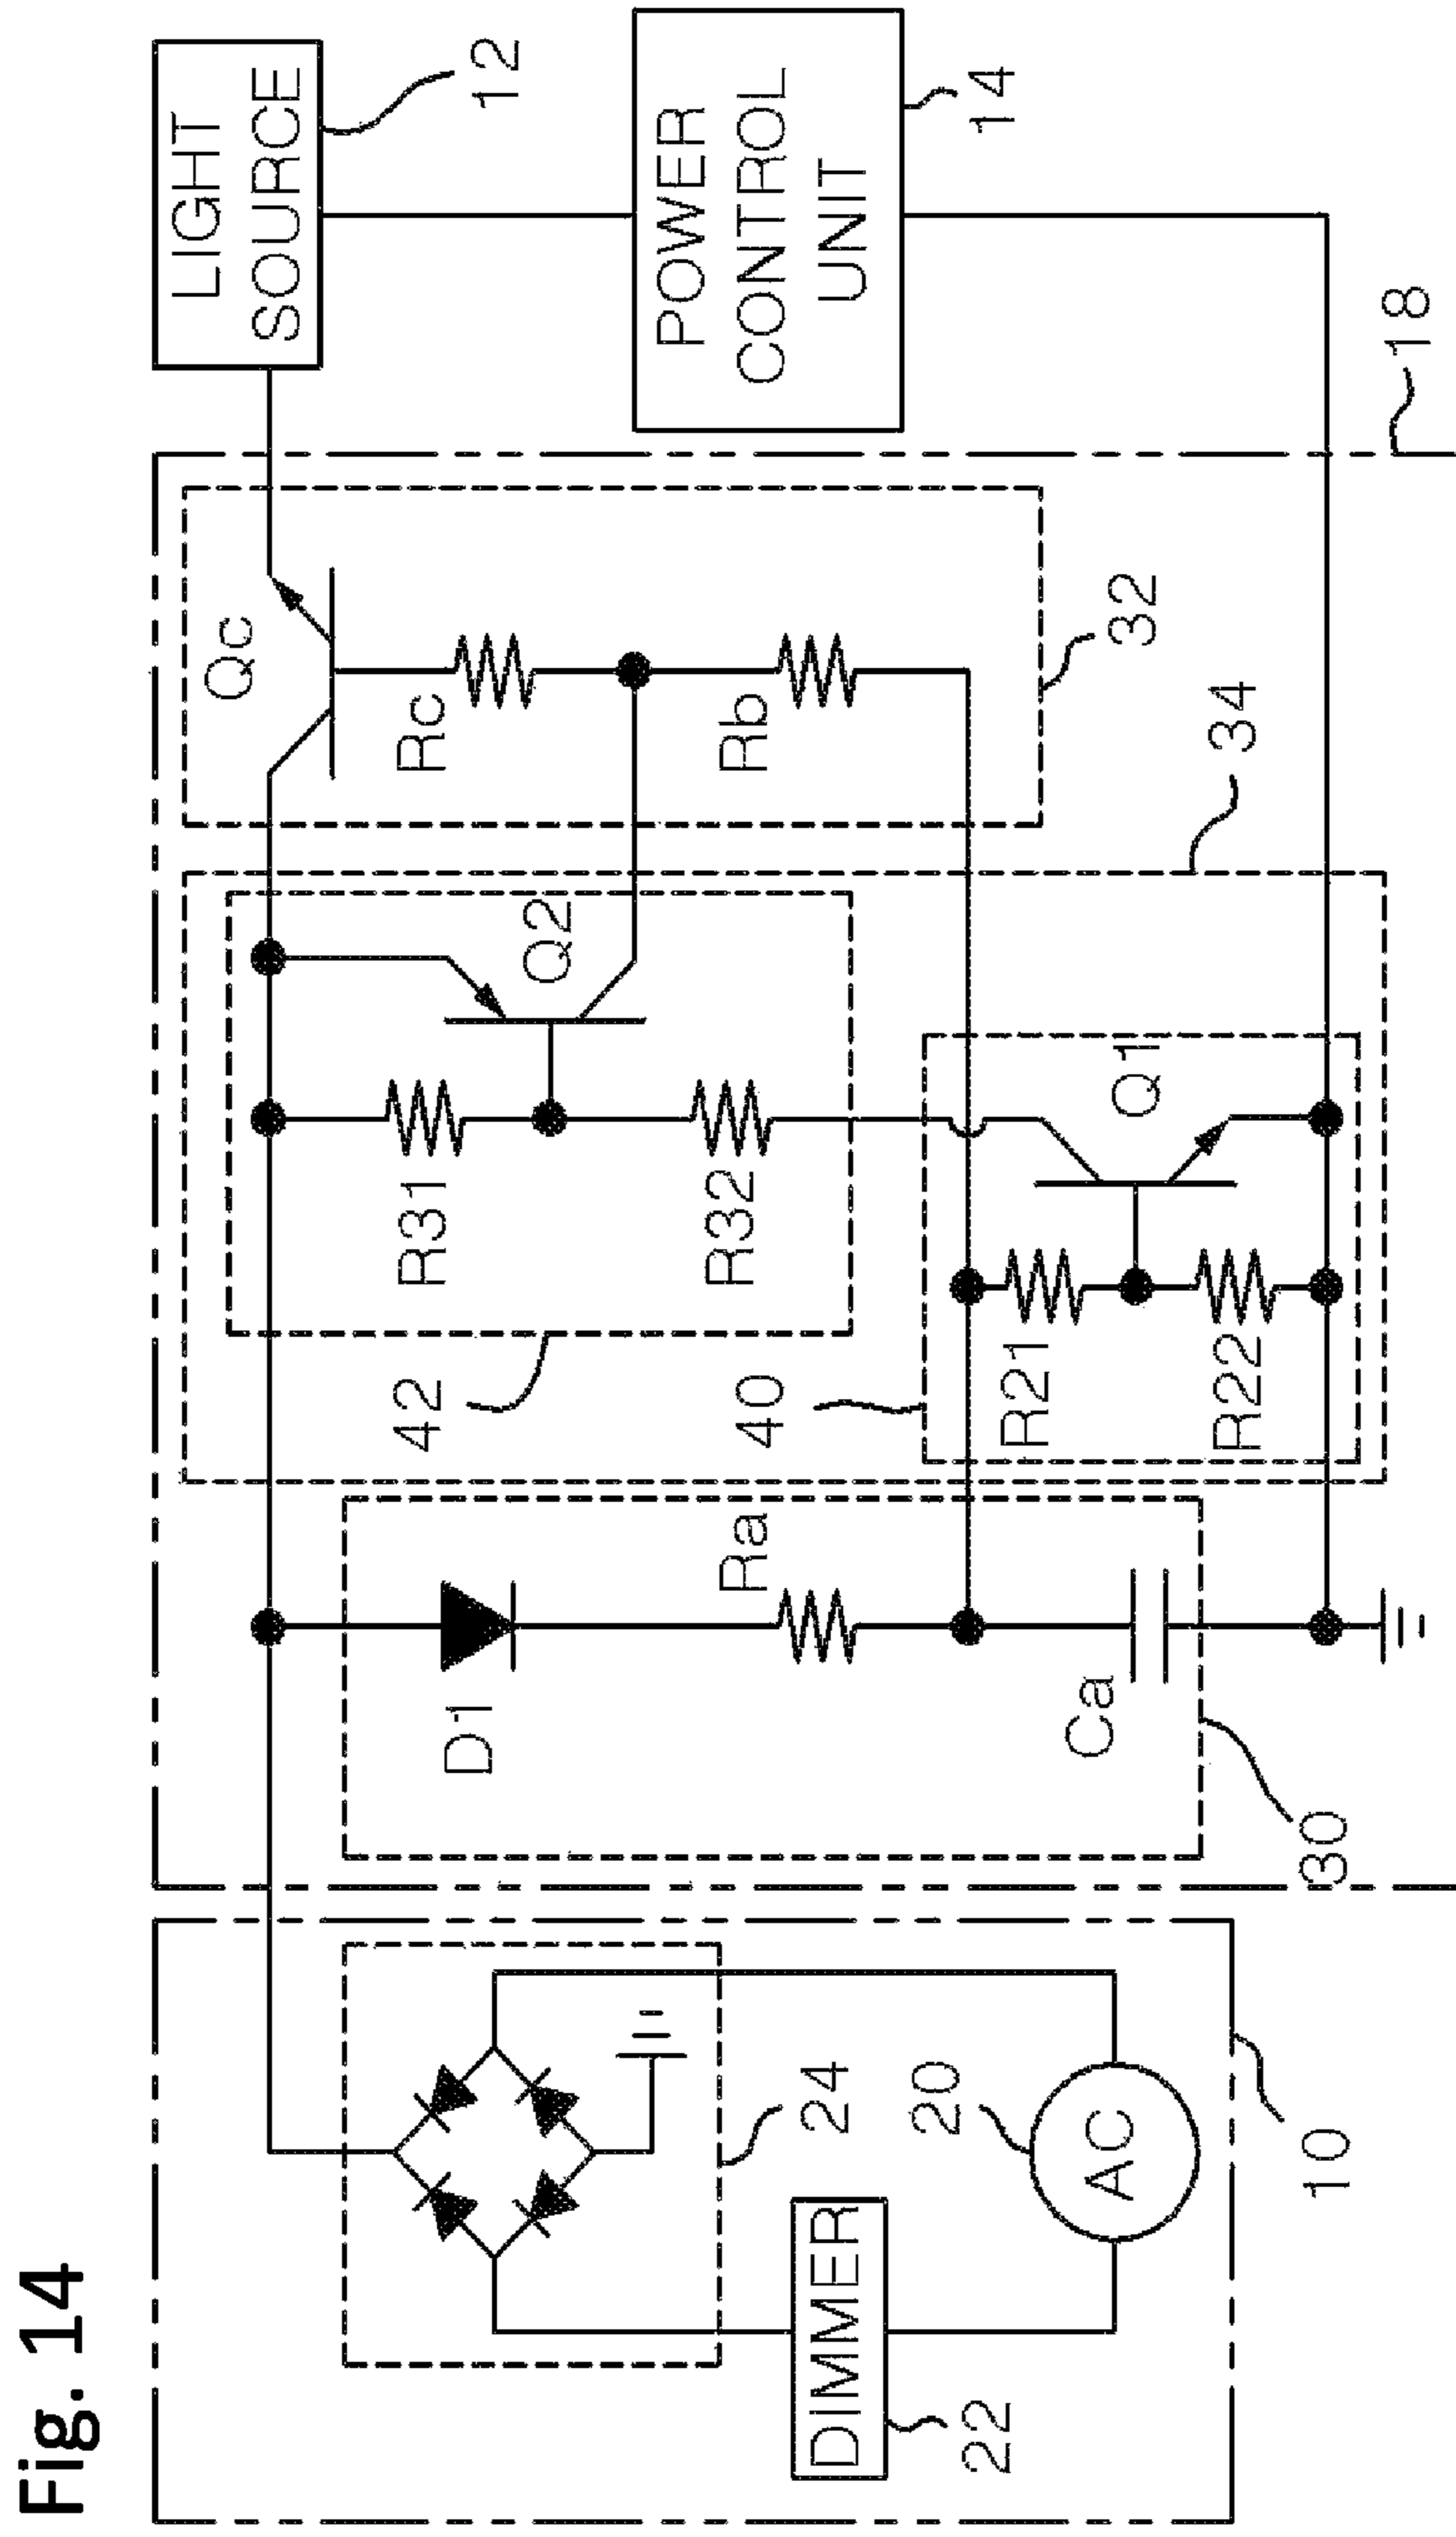 Fig. 14
LIGHT
SOURCE
12
POWER
CONTROL
UNIT
14
18
Qc
Rc
Rb
32
34
Q2
R31
R32
Q1
R21
R22
42
40
Ra
D1
Ca
30
24
20
AC
DIMMER
22
10